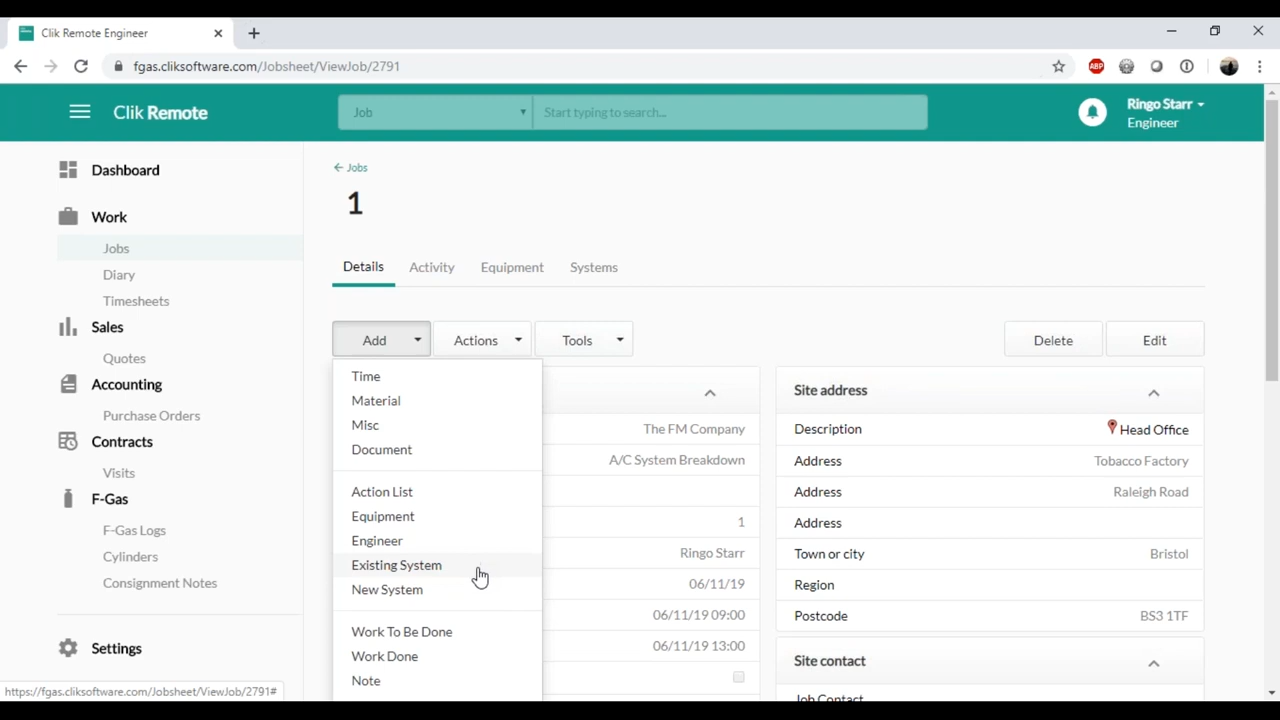 Clik Remote Engineer
fgas.cliksoftware.com/Jobsheet/ViewJob/2791
ABP
Clik Remote
Job
Start typing to search...
Ringo Starr
Engineer
Dashboard
Work
Jobs
Diary
Timesheets
Sales
Quotes
Accounting
Purchase Orders
Contracts
Visits
F-Gas
F-Gas Logs
Cylinders
Consignment Notes
Settings
https://fgas.cliksoftware.com/Jobsheet/ViewJob/2791#
← Jobs
1
Details Activity Equipment Systems
Add Actions Tools Delete Edit
Time
Material
Misc
Document
Action List
Equipment
Engineer
Existing System
New System
Work To Be Done
Work Done
Note
The FM Company
A/C System Breakdown
1
Ringo Starr
06/11/19
06/11/19 09:00
06/11/19 13:00
Site address
Description Head Office
Address Tobacco Factory
Address Raleigh Road
Address
Town or city Bristol
Region
Postcode BS3 1TF
Site contact
Job Contact